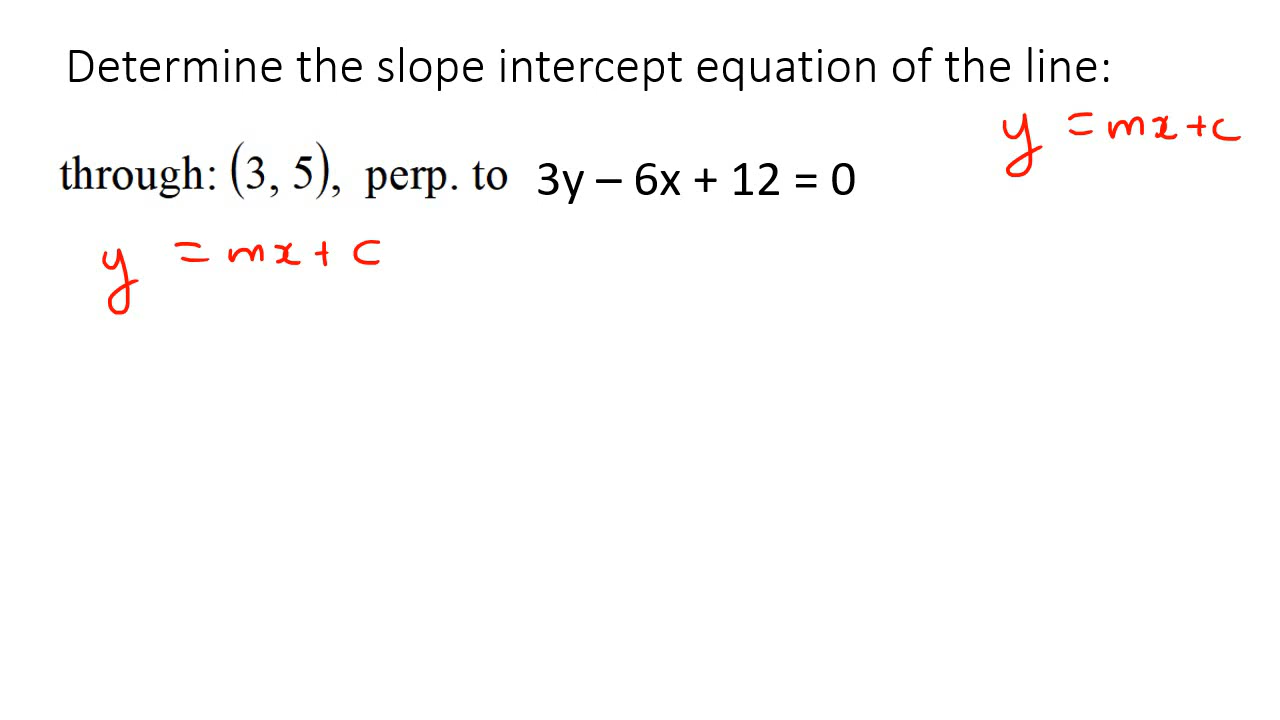 Determine the slope intercept equation of the line:
y = mx + c
through: (3, 5), perp. to 3y – 6x + 12 = 0
y = mx + c